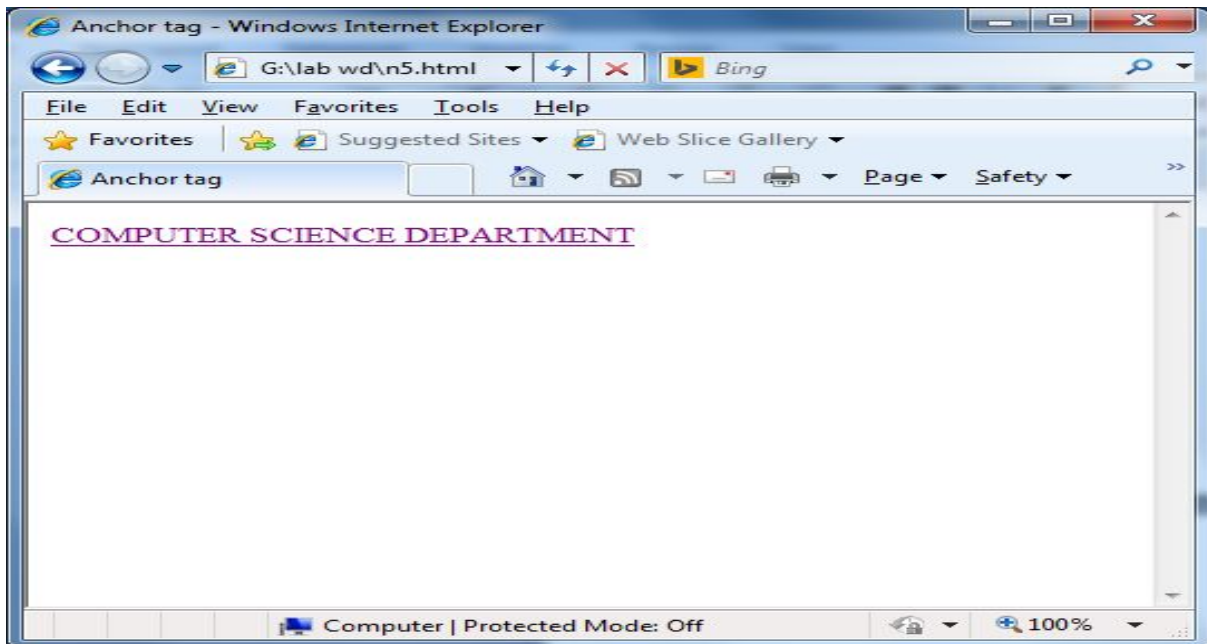 Anchor tag - Windows Internet Explorer
G:\lab wd\n5.html Bing
File Edit View Favorites Tools Help
Favorites Suggested Sites Web Slice Gallery
Anchor tag Page Safety >>
COMPUTER SCIENCE DEPARTMENT
Computer | Protected Mode: Off 100%